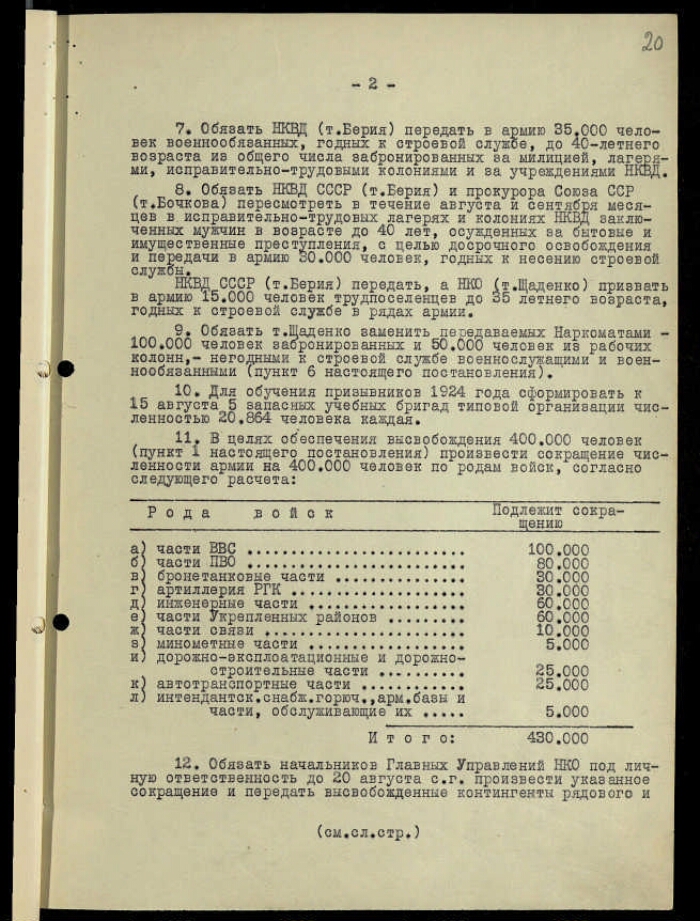 20
- 2 -
7. Обязать НКВД (т.Берия) передать в армию 35.000 чело-
век военнообязанных, годных к строевой службе, до 40-летнего
возраста из общего числа забронированных за милицией, лагеря-
ми, исправительно-трудовыми колониями и за учреждениями НКВД.
8. Обязать НКВД СССР (т.Берия) и прокурора Союза ССР
(т.Бочкова) пересмотреть в течение августа и сентября меся-
цев в исправительно-трудовых лагерях и колониях НКВД заклю-
ченных мужчин в возрасте до 40 лет, осужденных за бытовые и
имущественные преступления, с целью досрочного освобождения
и передачи в армию 30.000 человек, годных к несению строевой
службы.
НКВД СССР (т.Берия) передать, а НКО (т.Щаденко) призвать
в армию 15.000 человек трудпоселенцев до 35 летнего возраста,
годных к строевой службе в рядах армии.
9. Обязать т.Щаденко заменить передаваемых Наркоматами -
100.000 человек забронированных и 50.000 человек из рабочих
колонн,- негодными к строевой службе военнослужащими и воен-
нообязанными (пункт 6 настоящего постановления).
10. Для обучения призывников 1924 года сформировать к
15 августа 5 запасных учебных бригад типовой организации чис-
ленностью 20.864 человека каждая.
11. В целях обеспечения высвобождения 400.000 человек
(пункт 1 настоящего постановления) произвести сокращение чис-
ленности армии на 400.000 человек по родам войск, согласно
следующего расчета:
Рода войск Подлежит сокра-
щению
а) части ВВС ......................... 100.000
б) части ПВО ......................... 80.000
в) бронетанковые части ............... 30.000
г) артиллерия РГК .................... 30.000
д) инженерные части .................. 60.000
е) части Укрепленных районов ......... 60.000
ж) части связи ....................... 10.000
з) минометные части .................. 5.000
и) дорожно-эксплоатационные и дорожно-
строительные части .......... 25.000
к) автотранспортные части ............ 25.000
л) интендантск.снабж.горюч.,арм.базы и
части, обслуживающие их ..... 5.000
Итого: 430.000
12. Обязать начальников Главных Управлений НКО под лич-
ную ответственность до 20 августа с.г. произвести указанное
сокращение и передать высвобожденные контингенты рядового и
(см.сл.стр.)